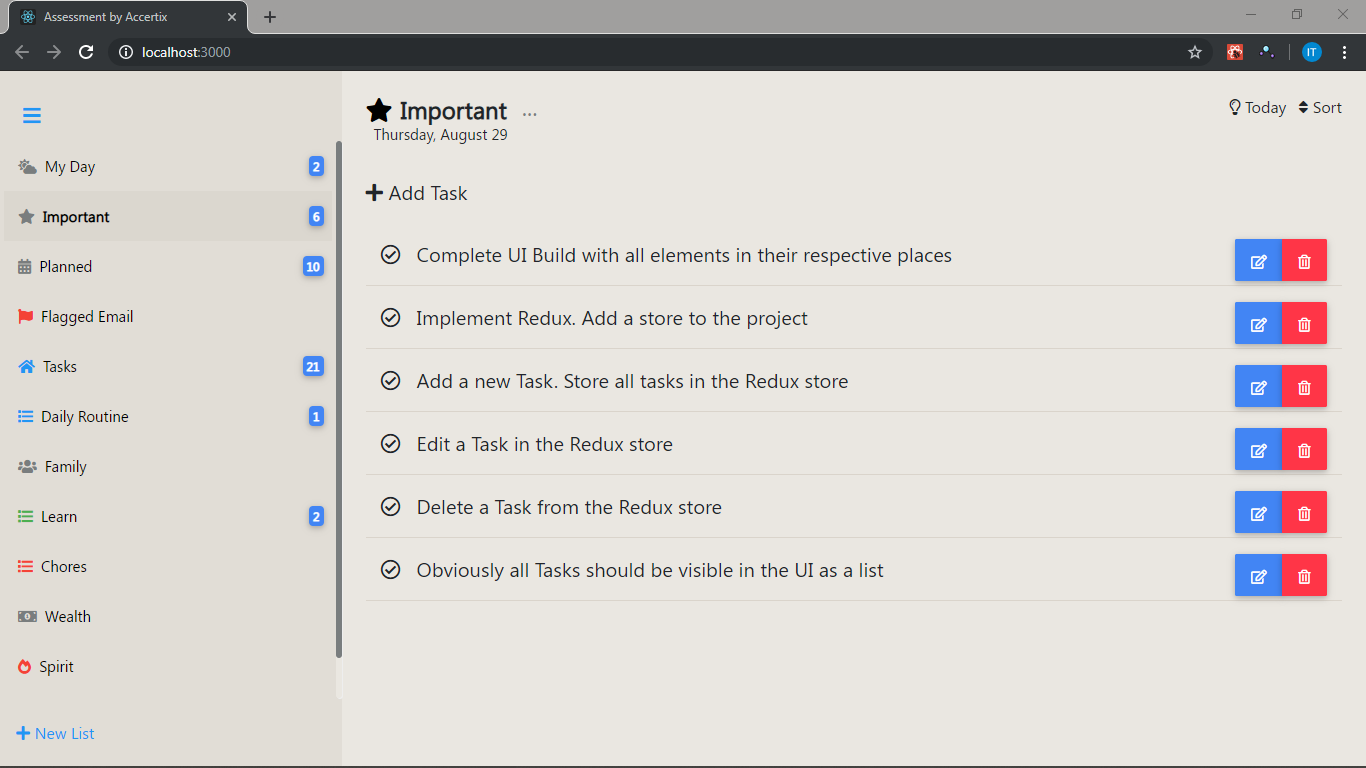 Assessment by Accertix
localhost:3000
IT
My Day 2
Important 6
Planned 10
Flagged Email
Tasks 21
Daily Routine 1
Family
Learn 2
Chores
Wealth
Spirit
New List
Important ...
Thursday, August 29
Today Sort
Add Task
Complete UI Build with all elements in their respective places
Implement Redux. Add a store to the project
Add a new Task. Store all tasks in the Redux store
Edit a Task in the Redux store
Delete a Task from the Redux store
Obviously all Tasks should be visible in the UI as a list